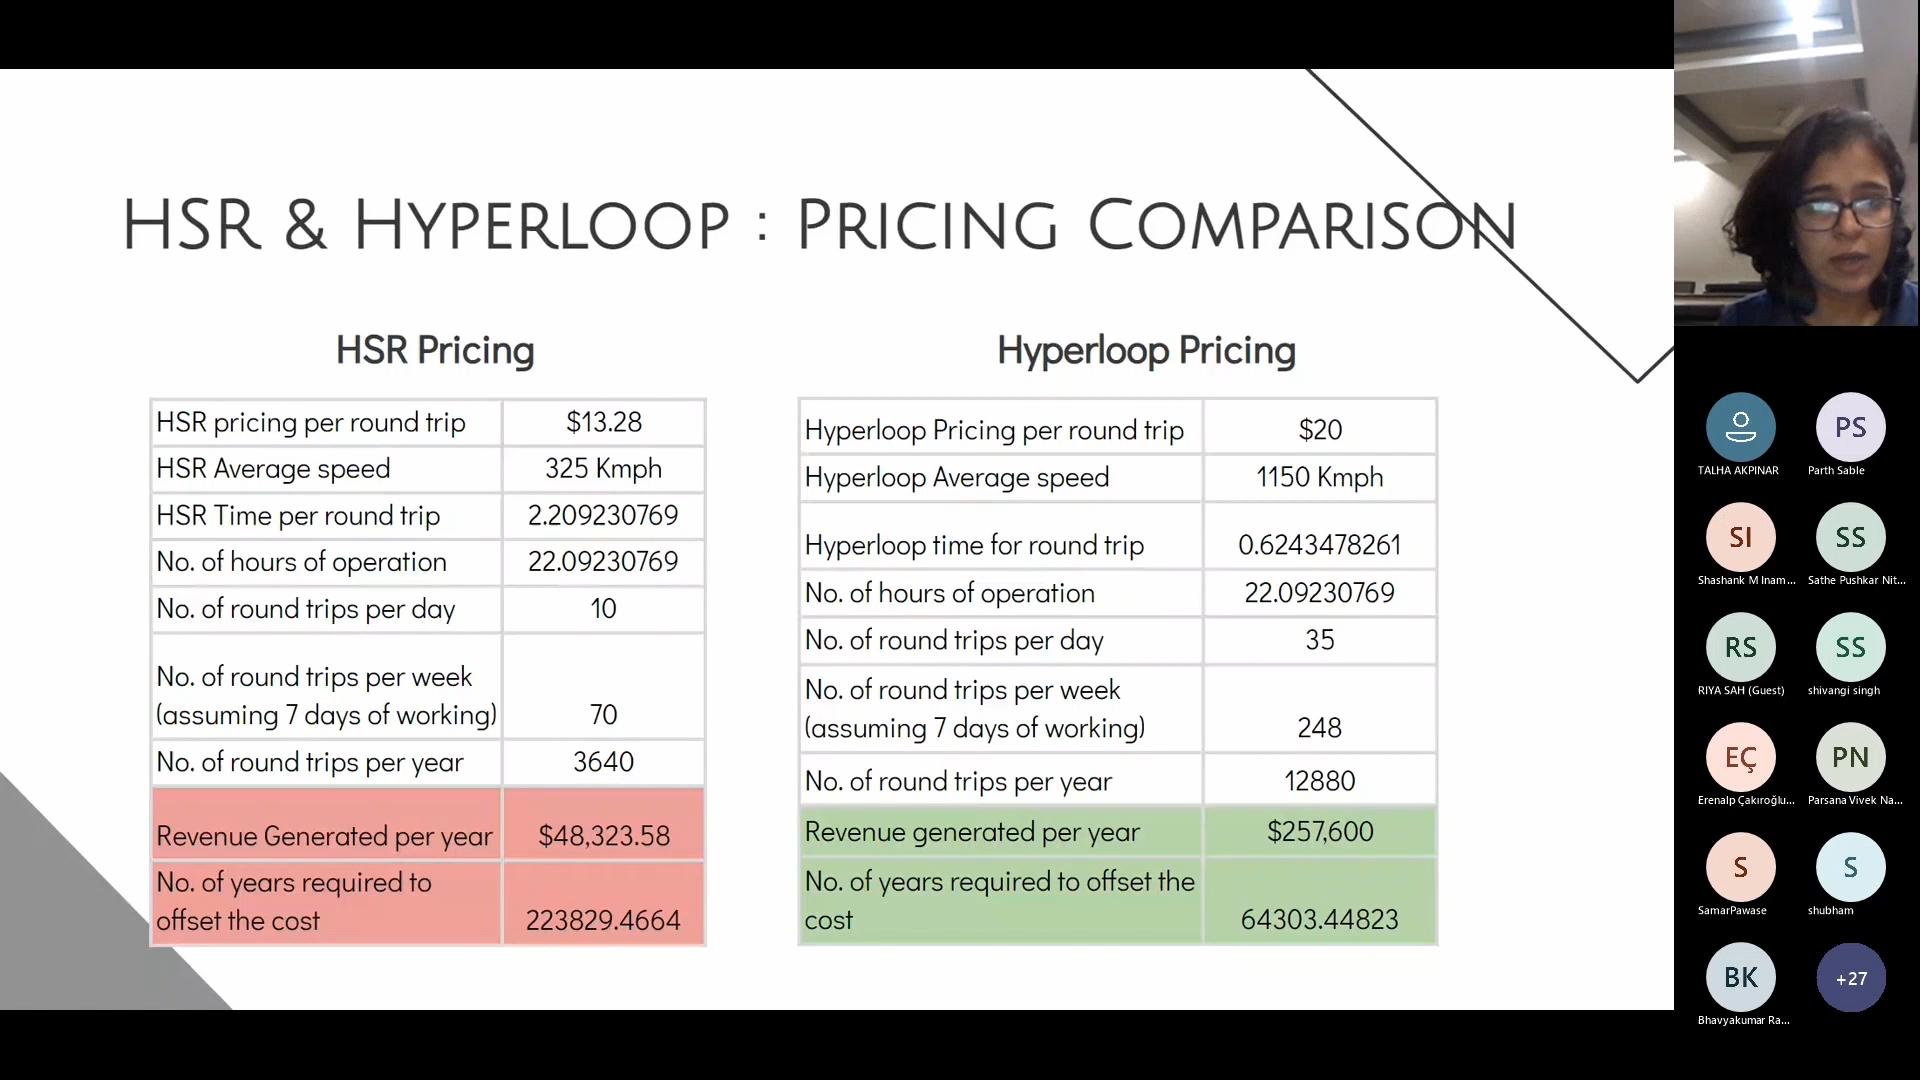 HSR & HYPERLOOP : PRICING COMPARISON
HSR Pricing
HSR pricing per round trip $13.28
HSR Average speed 325 Kmph
HSR Time per round trip 2.209230769
No. of hours of operation 22.09230769
No. of round trips per day 10
No. of round trips per week
(assuming 7 days of working) 70
No. of round trips per year 3640
Revenue Generated per year $48,323.58
No. of years required to
offset the cost 223829.4664
Hyperloop Pricing
Hyperloop Pricing per round trip $20
Hyperloop Average speed 1150 Kmph
Hyperloop time for round trip 0.6243478261
No. of hours of operation 22.09230769
No. of round trips per day 35
No. of round trips per week
(assuming 7 days of working) 248
No. of round trips per year 12880
Revenue generated per year $257,600
No. of years required to offset the
cost 64303.44823
TALHA AKPINAR
PS
Parth Sable
SI
Shashank M Inam...
SS
Sathe Pushkar Nit...
RS
RIYA SAH (Guest)
SS
shivangi singh
EÇ
Erenalp Çakıroğlu...
PN
Parsana Vivek Na...
S
SamarPawase
S
shubham
BK
Bhavyakumar Ra...
+27